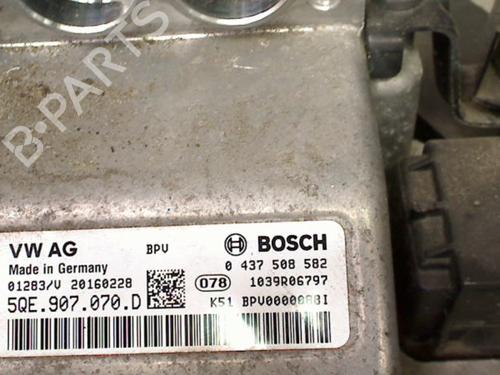 VW AG BPV BOSCH
Made in Germany 0 437 508 582
01283/V 20160228 078 1039R06797
5QE.907.070.D K51 BPV0000088I
B-PARTS